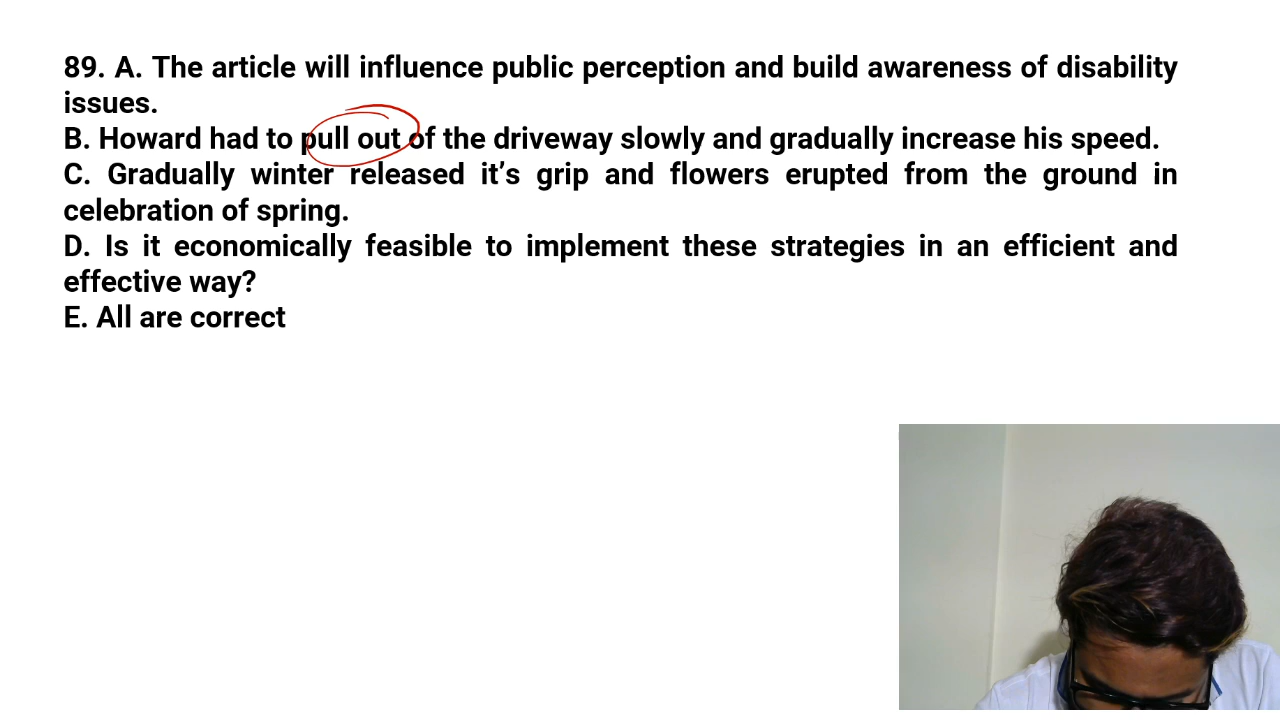 89. A. The article will influence public perception and build awareness of disability
issues.
B. Howard had to pull out of the driveway slowly and gradually increase his speed.
C. Gradually winter released it’s grip and flowers erupted from the ground in
celebration of spring.
D. Is it economically feasible to implement these strategies in an efficient and
effective way?
E. All are correct